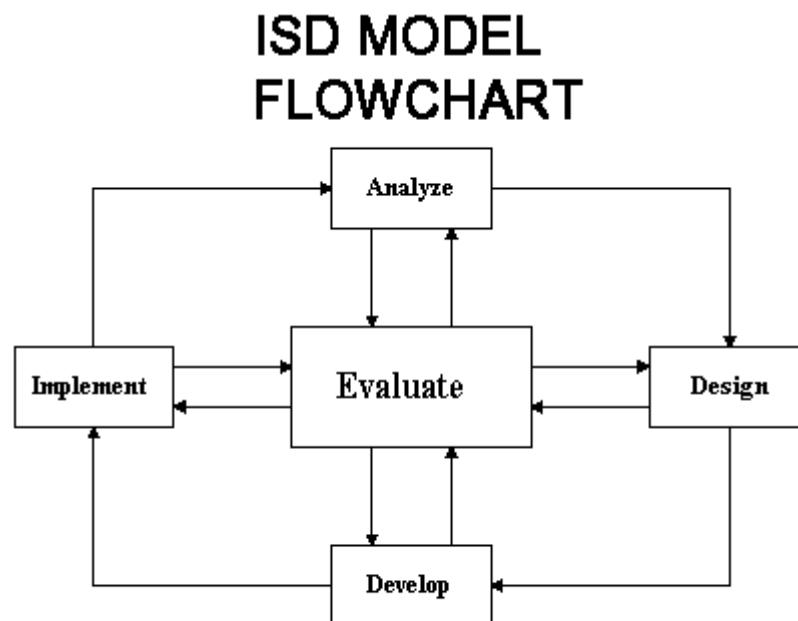 ISD MODEL
FLOWCHART
Analyze
Implement
Evaluate
Design
Develop